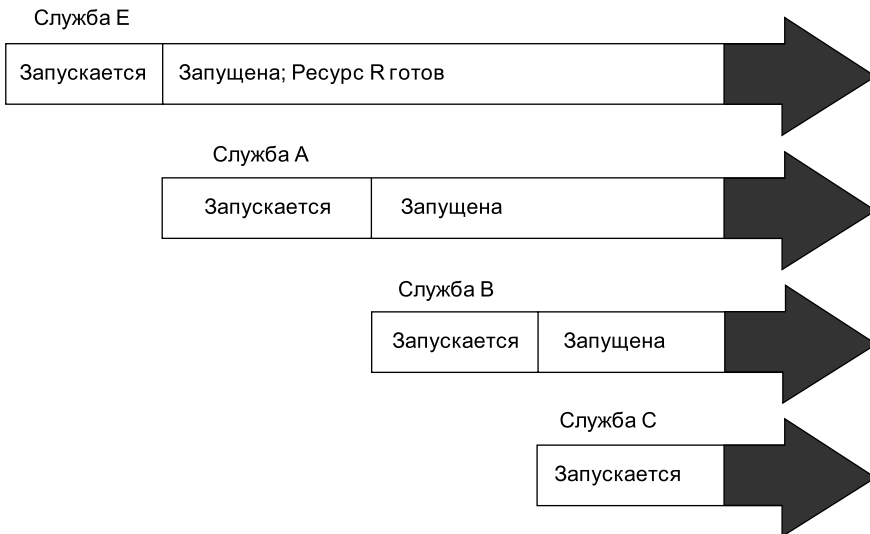 Служба E
Запускается
Запущена; Ресурс R готов
Служба A
Запускается
Запущена
Служба B
Запускается
Запущена
Служба C
Запускается